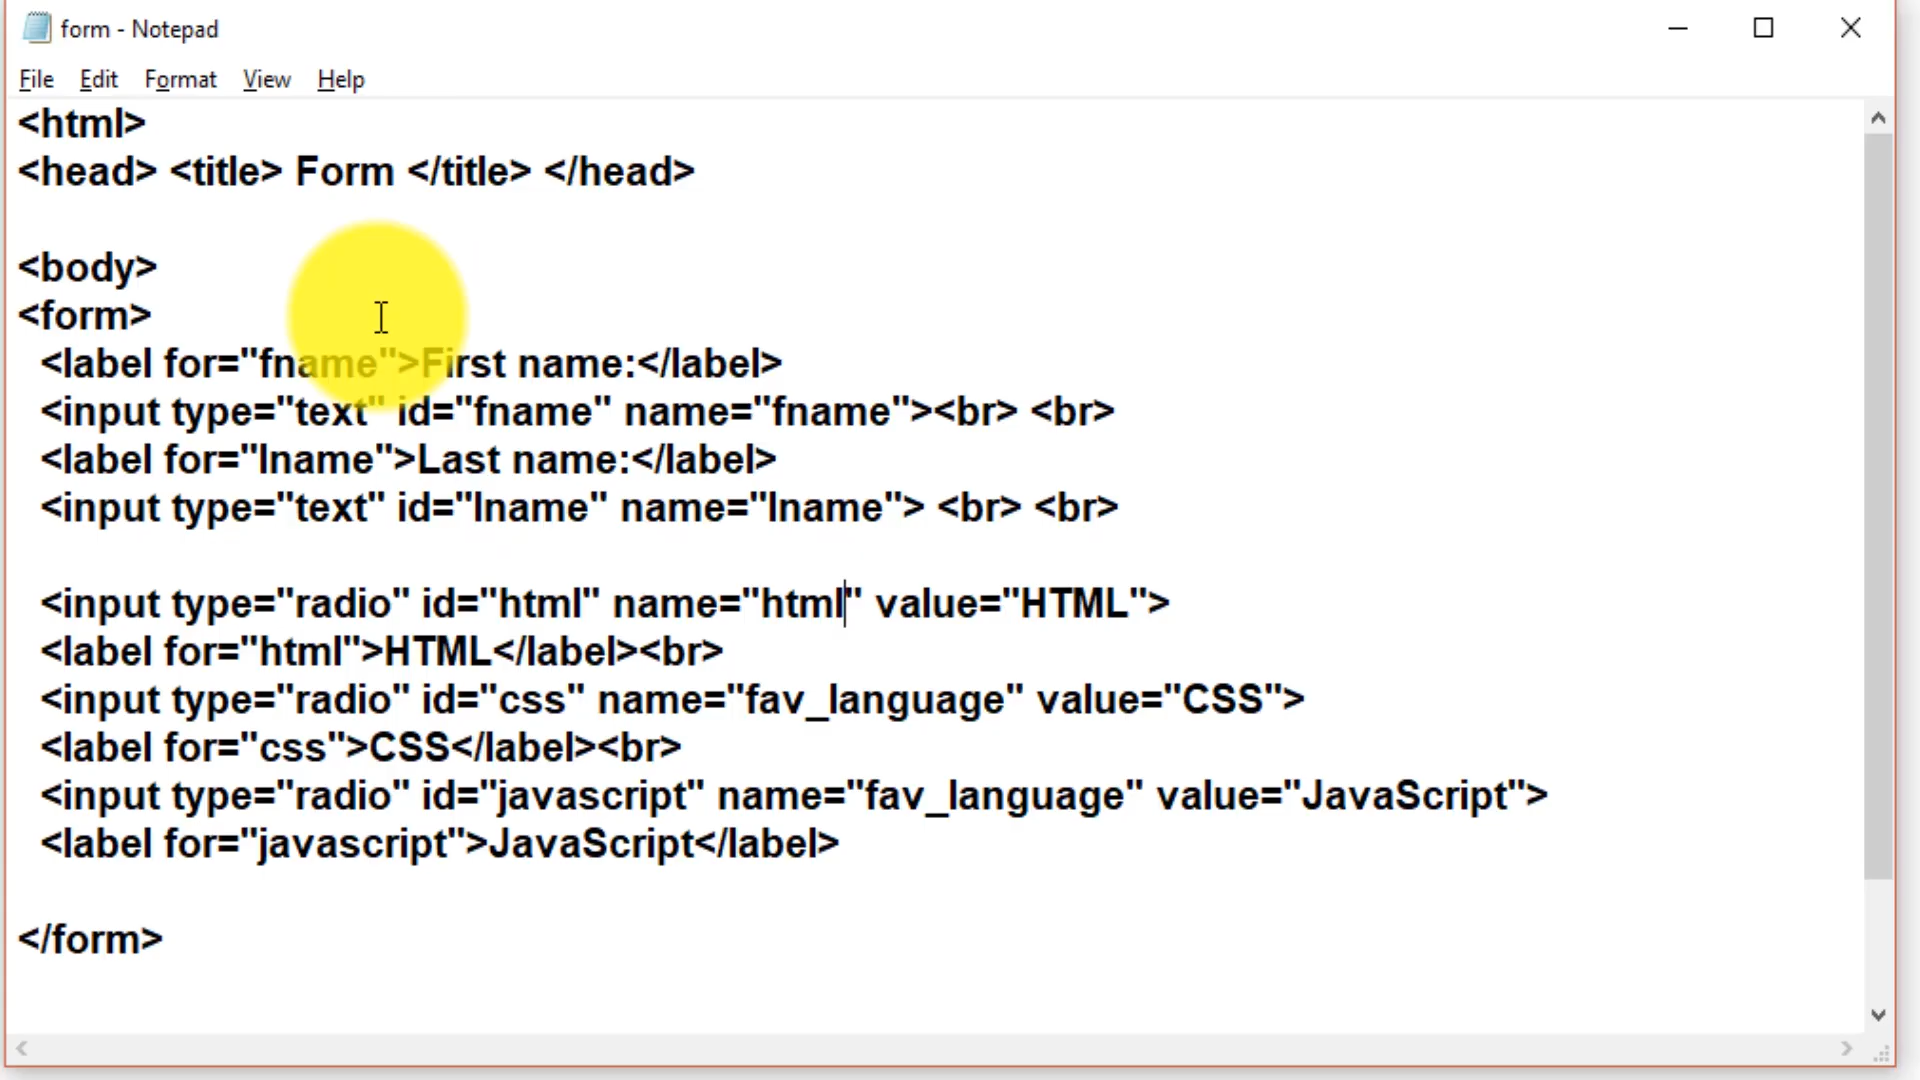 form - Notepad
File Edit Format View Help
<html>
<head> <title> Form </title> </head>
<body>
<form>
<label for="fname">First name:</label>
<input type="text" id="fname" name="fname"><br> <br>
<label for="lname">Last name:</label>
<input type="text" id="lname" name="lname"> <br> <br>
<input type="radio" id="html" name="html" value="HTML">
<label for="html">HTML</label><br>
<input type="radio" id="css" name="fav_language" value="CSS">
<label for="css">CSS</label><br>
<input type="radio" id="javascript" name="fav_language" value="JavaScript">
<label for="javascript">JavaScript</label>
</form>